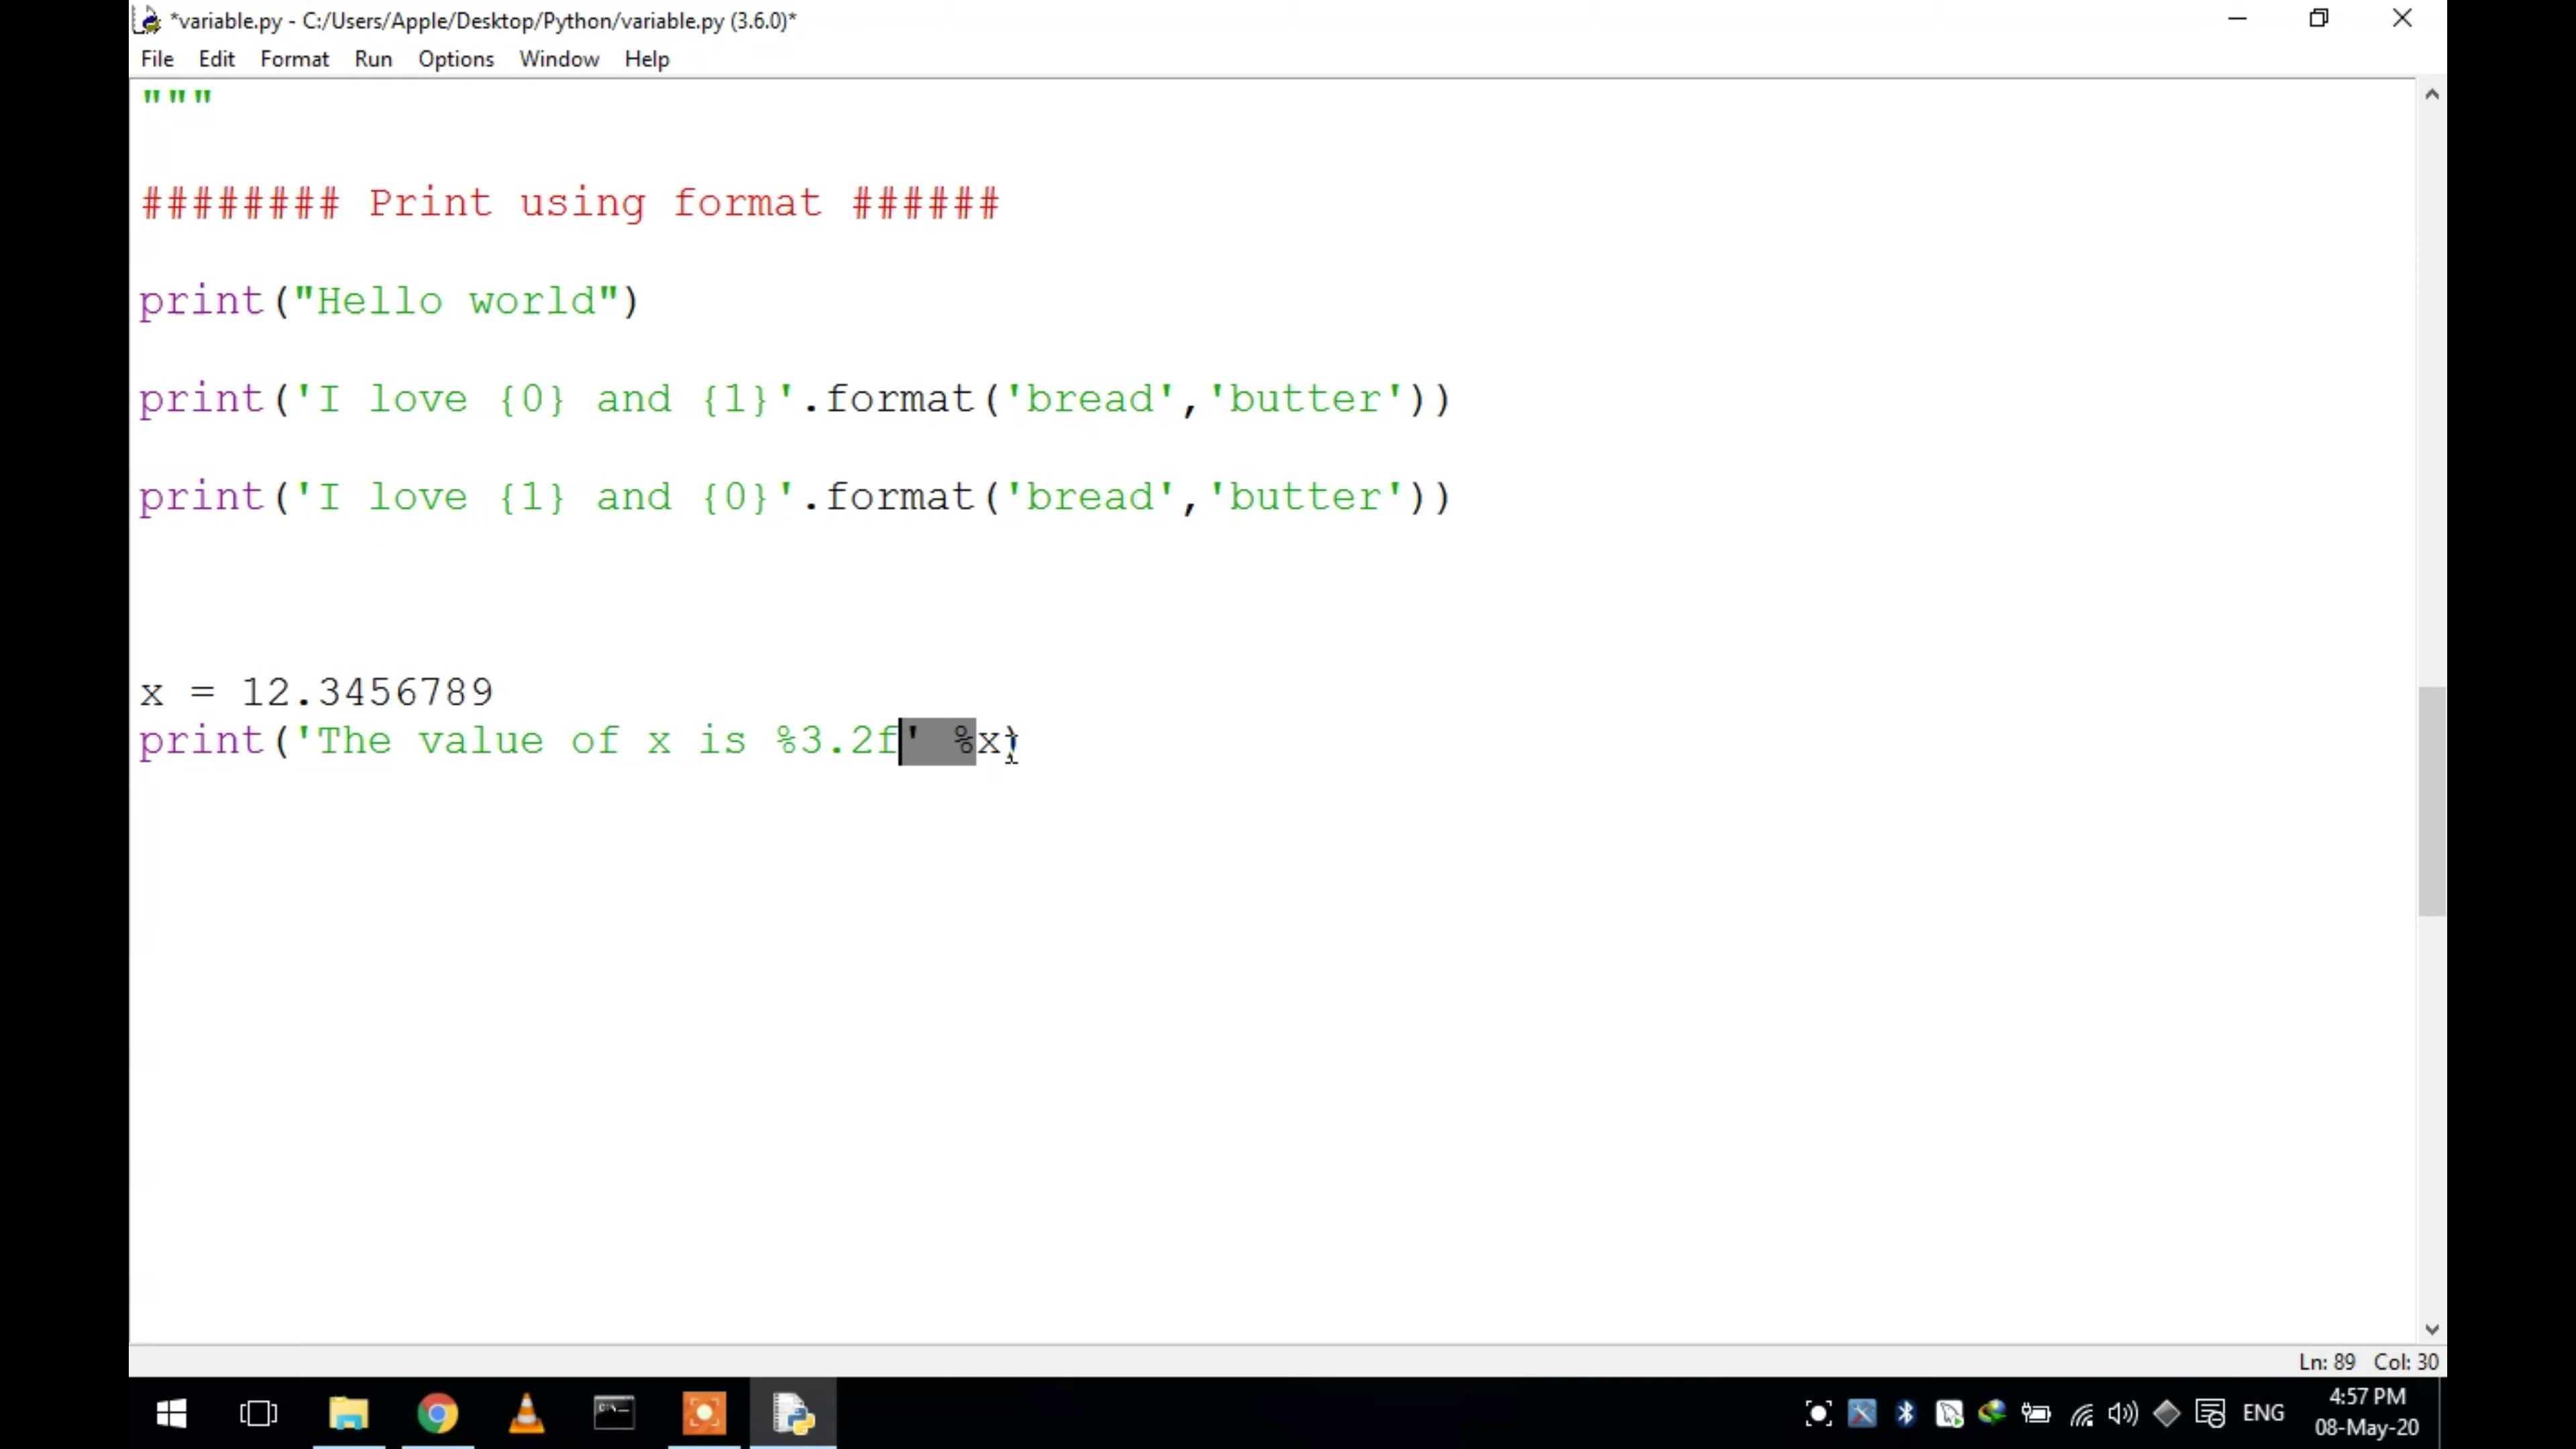 *variable.py - C:/Users/Apple/Desktop/Python/variable.py (3.6.0)*
File Edit Format Run Options Window Help
"""
######## Print using format ######
print("Hello world")
print('I love {0} and {1}'.format('bread','butter'))
print('I love {1} and {0}'.format('bread','butter'))
x = 12.3456789
print('The value of x is %3.2f' %x)
Ln: 89 Col: 30
ENG
4:57 PM
08-May-20